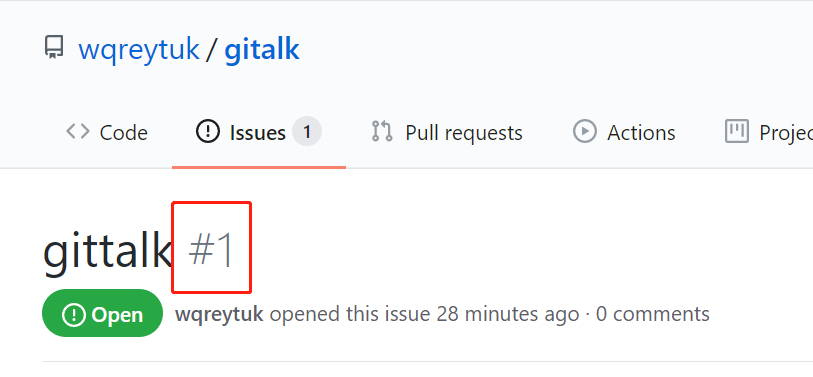 wqreytuk / gitalk
Code Issues 1 Pull requests Actions Projec
gittalk #1
Open wqreytuk opened this issue 28 minutes ago · 0 comments